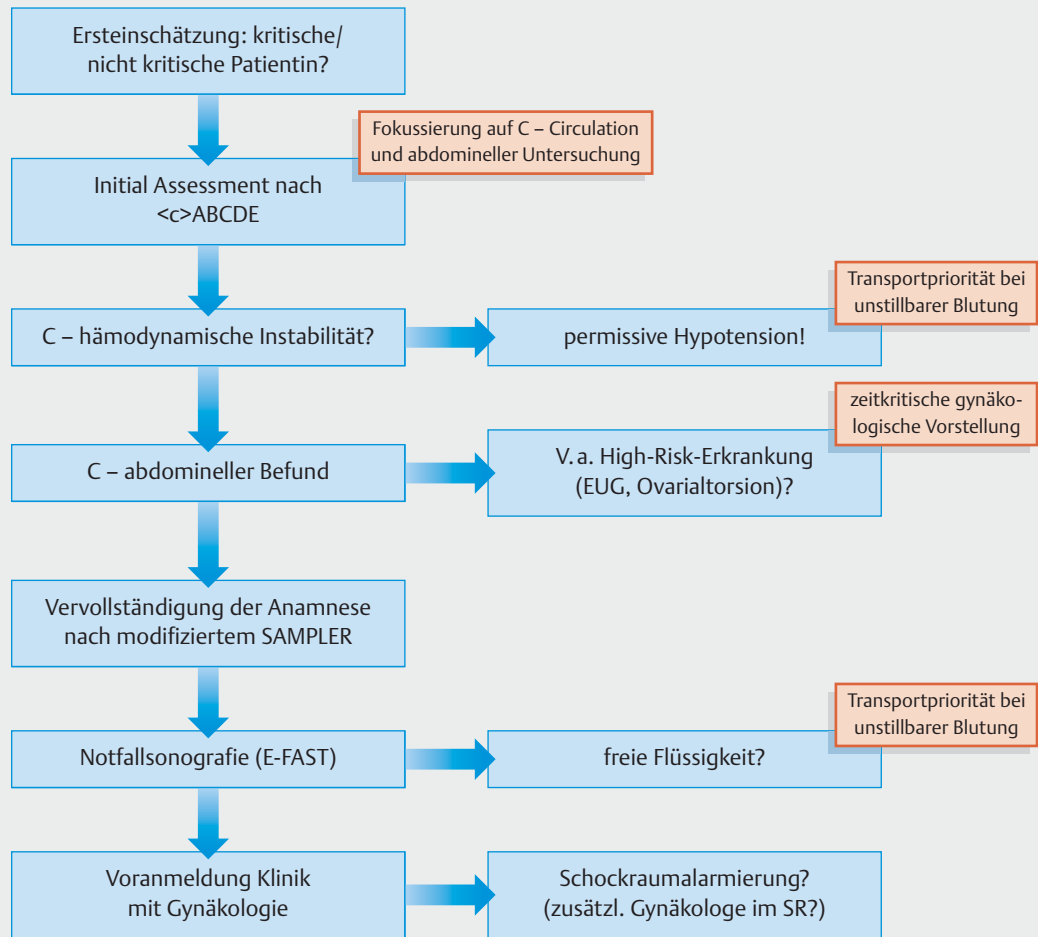 Ersteinschätzung: kritische/
nicht kritische Patientin?
Fokussierung auf C – Circulation
und abdomineller Untersuchung
Initial Assessment nach
<c>ABCDE
Transportpriorität bei
unstillbarer Blutung
C – hämodynamische Instabilität?
permissive Hypotension!
zeitkritische gynäko-
logische Vorstellung
C – abdomineller Befund
V. a. High-Risk-Erkrankung
(EUG, Ovarialtorsion)?
Vervollständigung der Anamnese
nach modifiziertem SAMPLER
Transportpriorität bei
unstillbarer Blutung
Notfallsonografie (E-FAST)
freie Flüssigkeit?
Voranmeldung Klinik
mit Gynäkologie
Schockraumalarmierung?
(zusätzl. Gynäkologe im SR?)